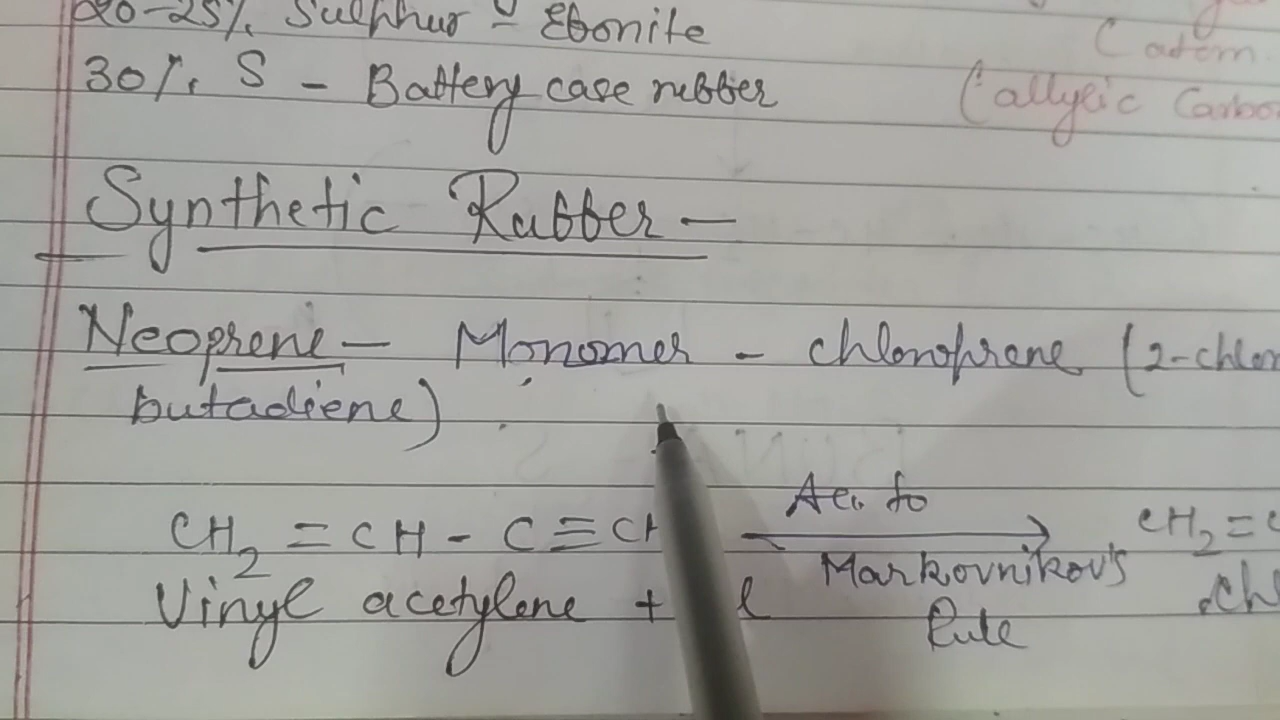 20-25% Sulphur - Ebonite
C atom
30% S - Battery case rubber
(allylic Carbo
Synthetic Rubber -
Neoprene - Monomer - chloroprene (2-chlor
butadiene)
CH2 = CH - C ≡ CH Acc. to CH2 = C
Vinyl acetylene + l Markovnikov's Chl
Rule